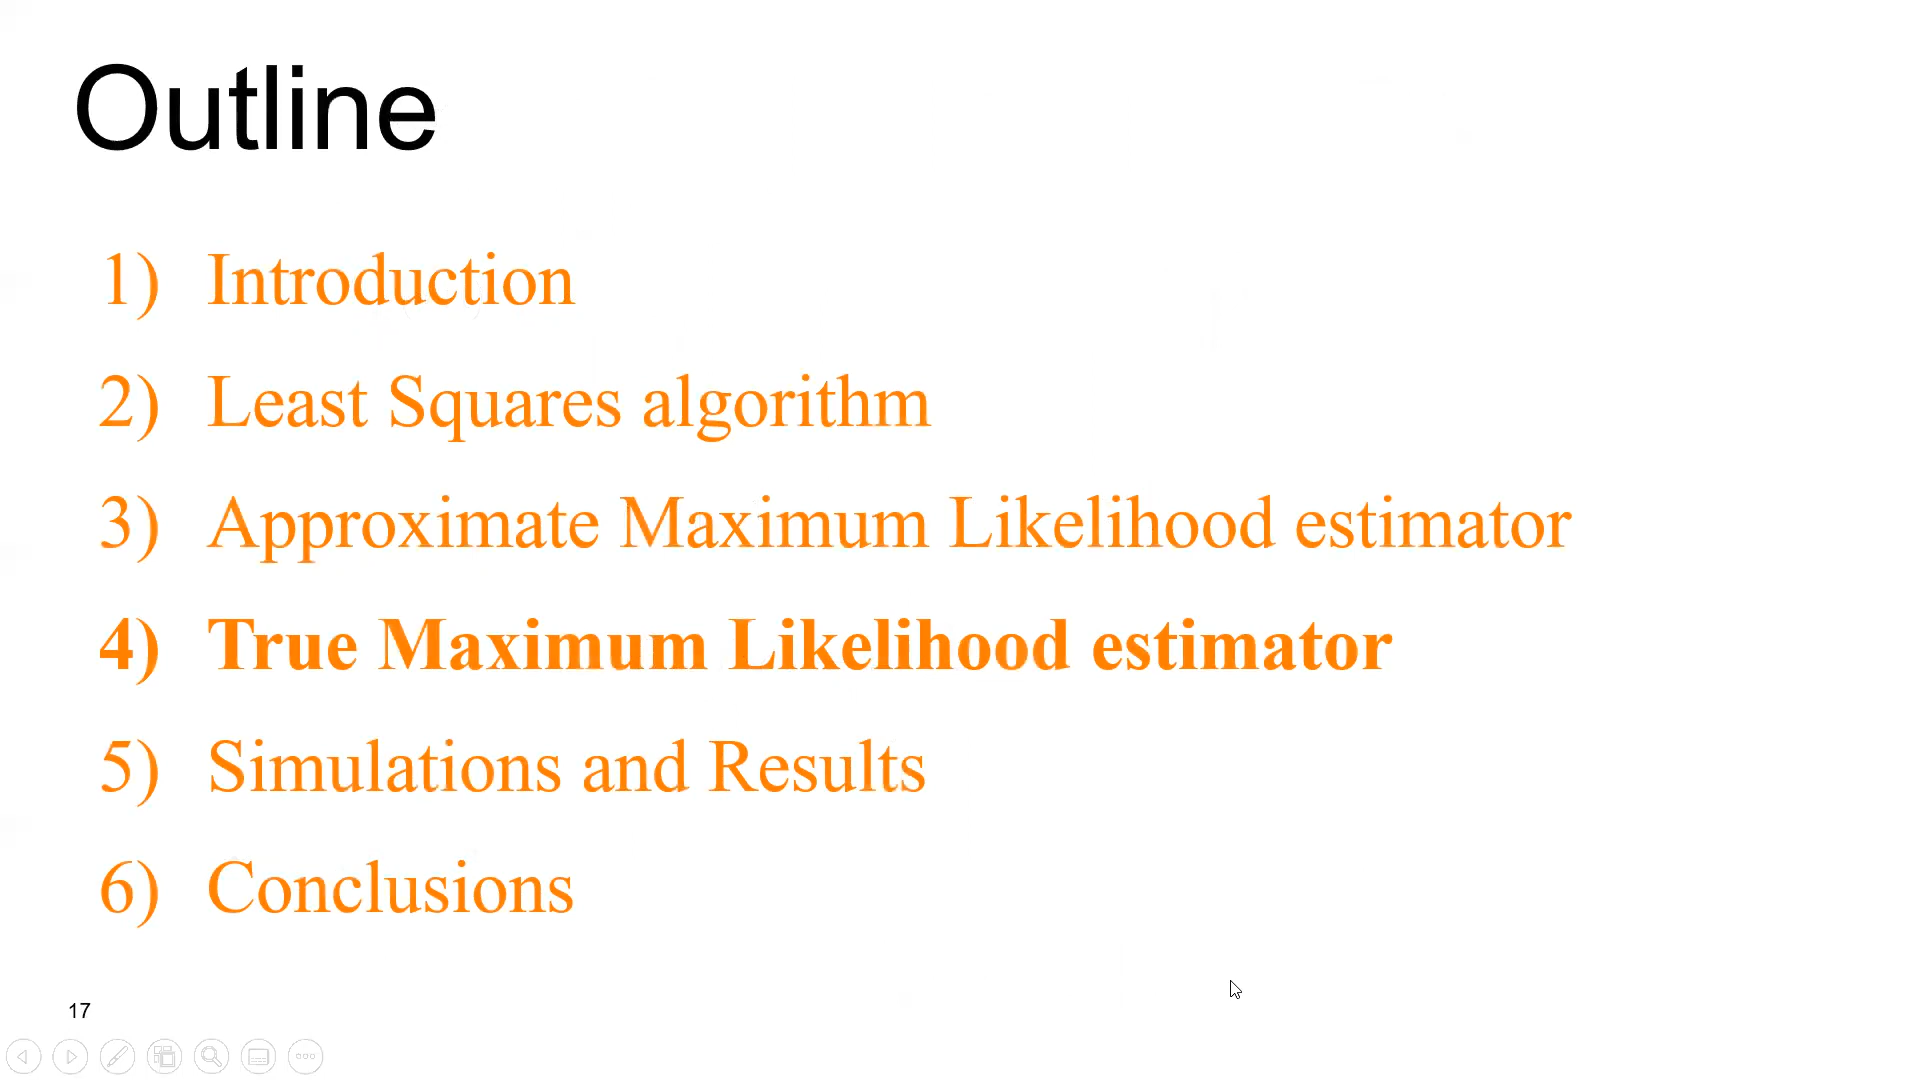 Outline
1) Introduction
2) Least Squares algorithm
3) Approximate Maximum Likelihood estimator
4) True Maximum Likelihood estimator
5) Simulations and Results
6) Conclusions
17